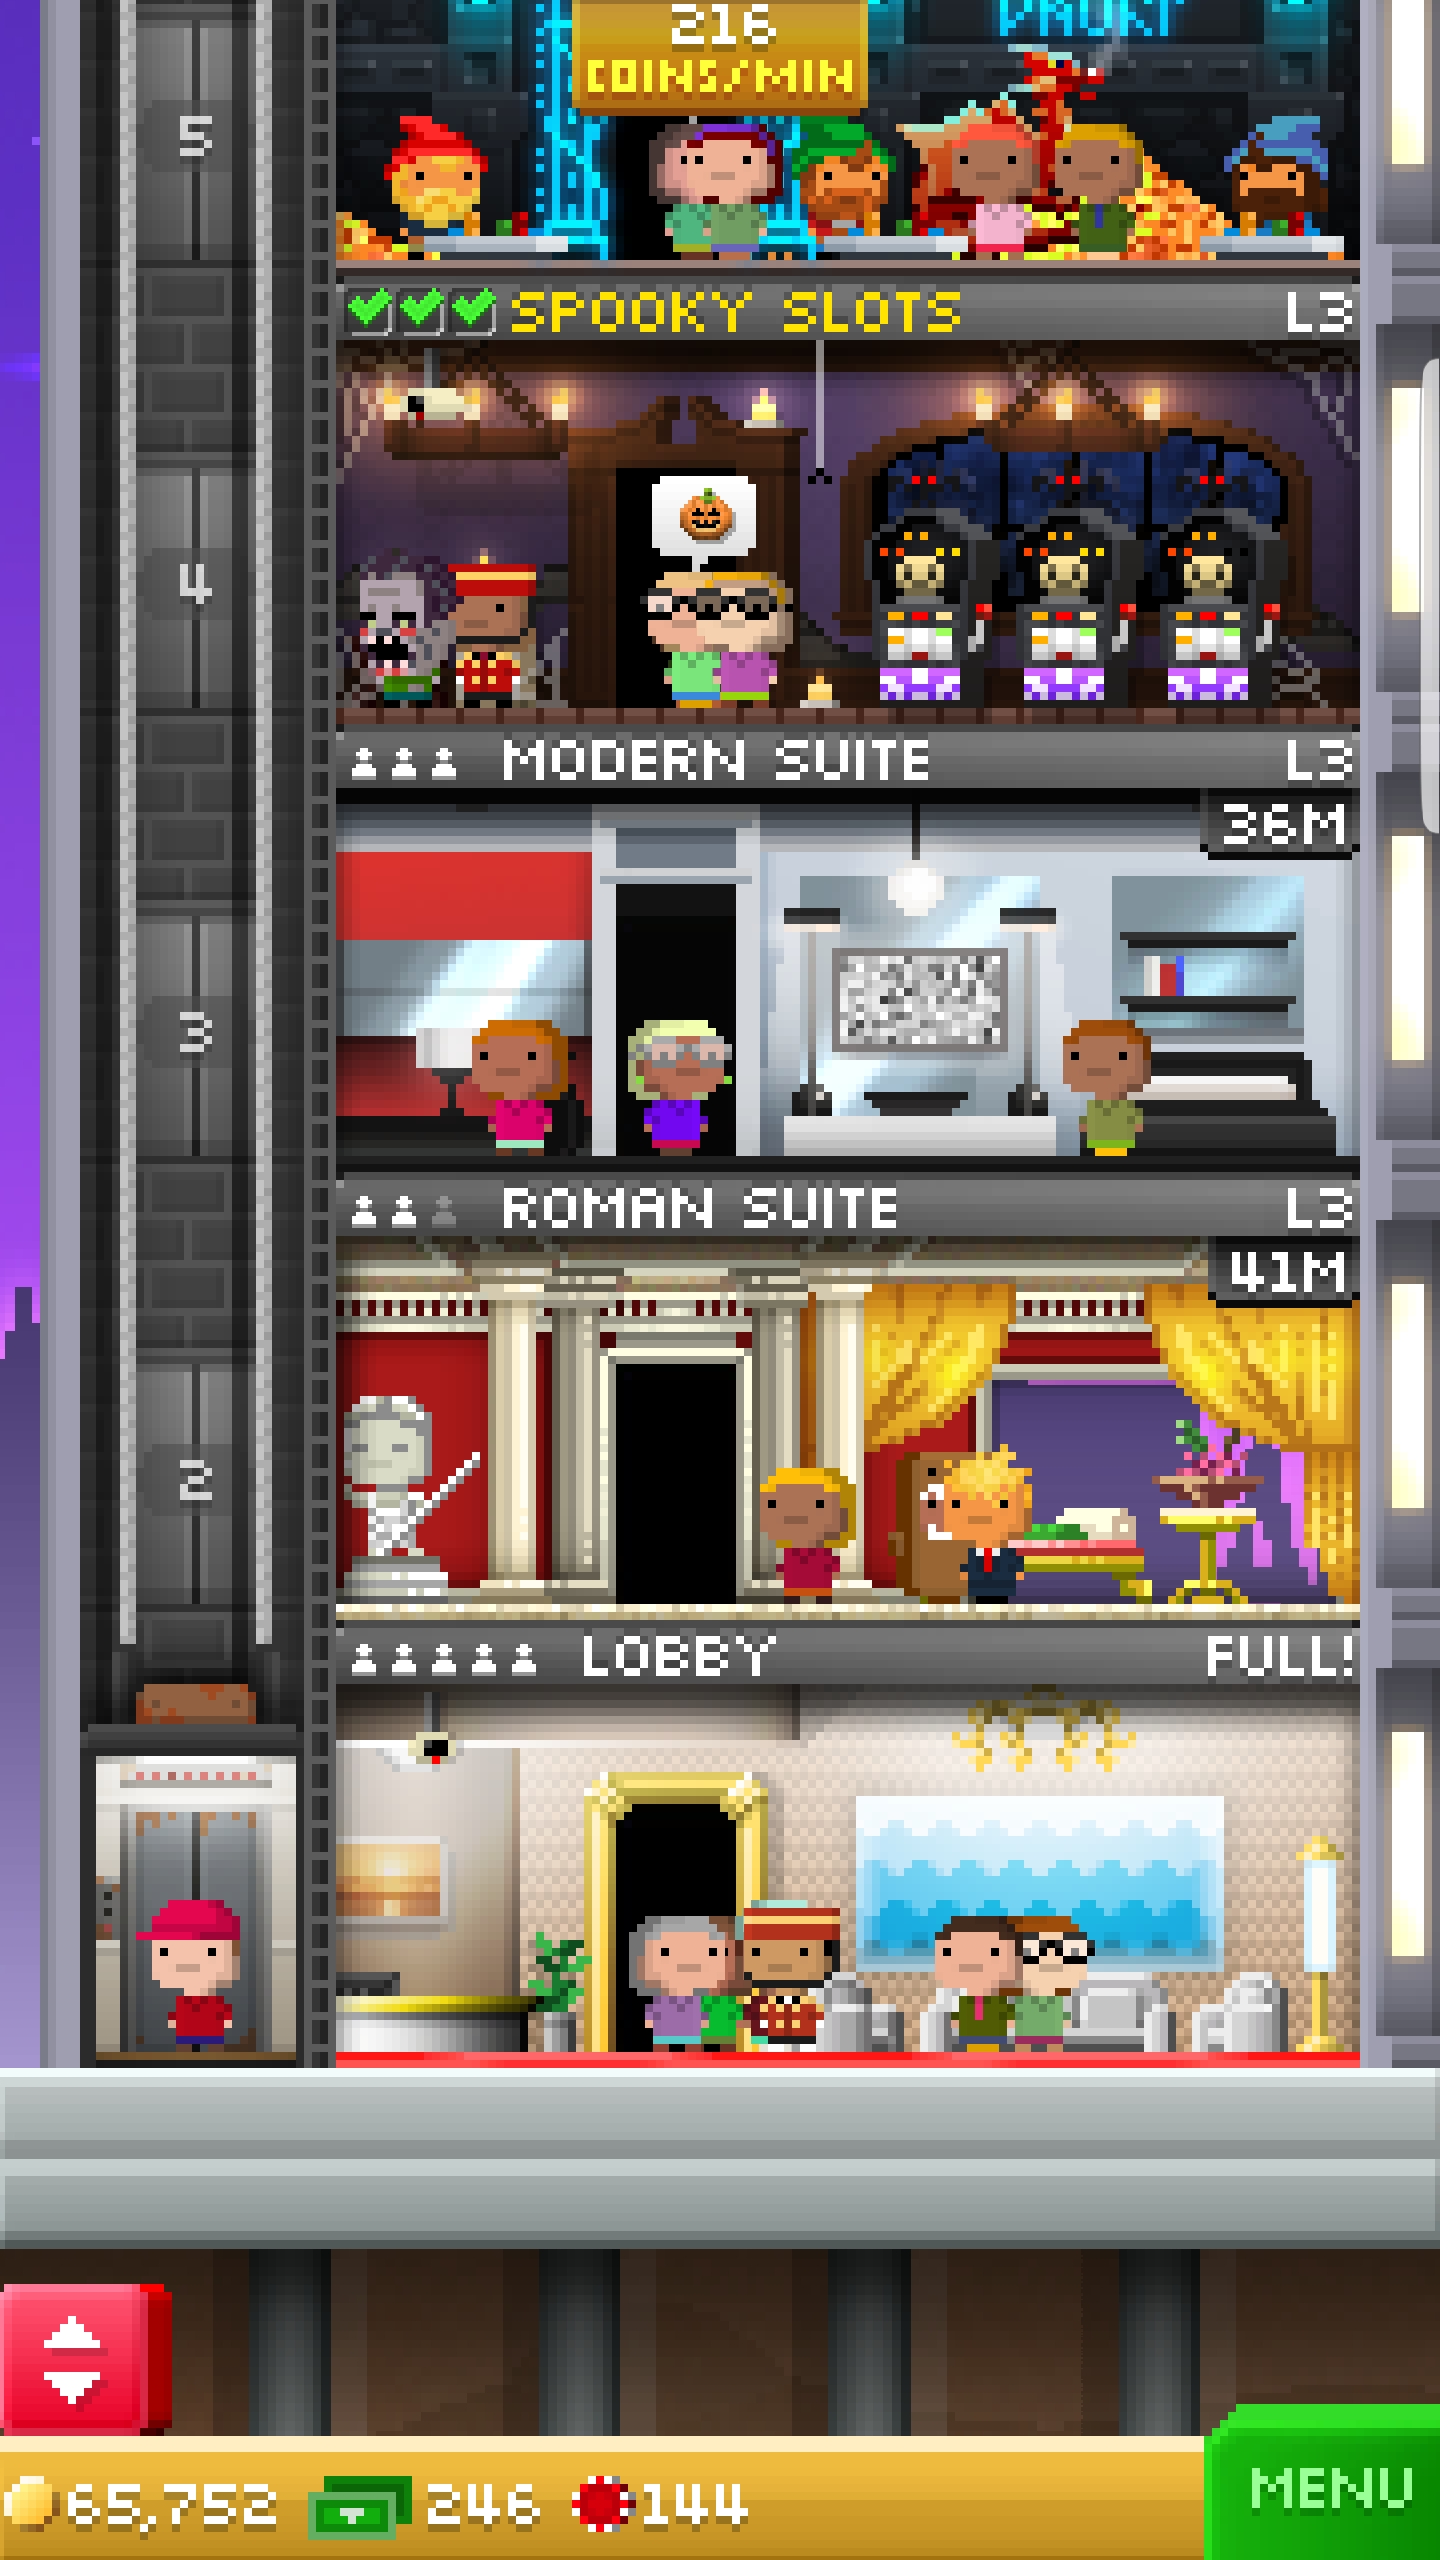 216
COINS/MIN
5
SPOOKY SLOTS L3
4
MODERN SUITE L3
36M
3
ROMAN SUITE L3
41M
2
LOBBY FULL!
65,752 246 144
MENU